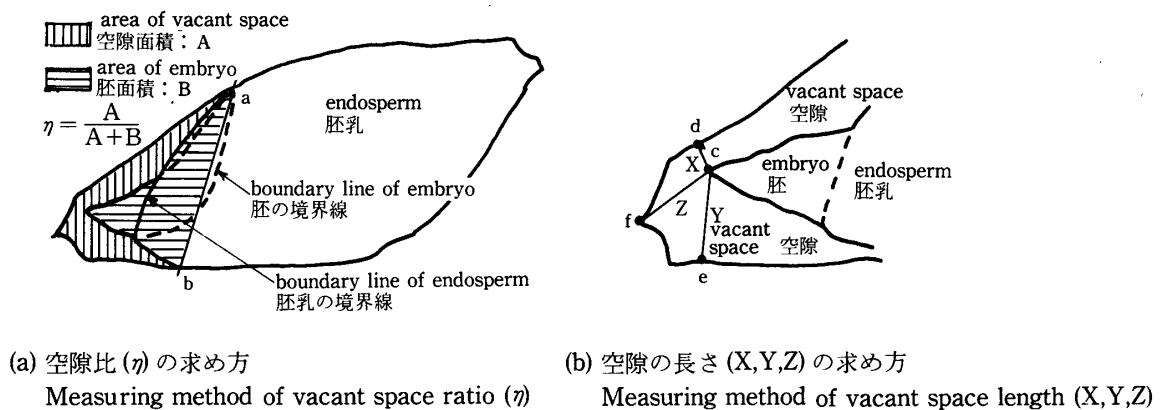 area of vacant space
空隙面積：A
area of embryo
胚面積：B
η = A/(A+B)
a
endosperm
胚乳
boundary line of embryo
胚の境界線
b
boundary line of endosperm
胚乳の境界線
(a) 空隙比 (η) の求め方
Measuring method of vacant space ratio (η)
vacant space
空隙
d
c
X
embryo
胚
endosperm
胚乳
f
Z
Y
vacant
space
空隙
e
(b) 空隙の長さ (X,Y,Z) の求め方
Measuring method of vacant space length (X,Y,Z)